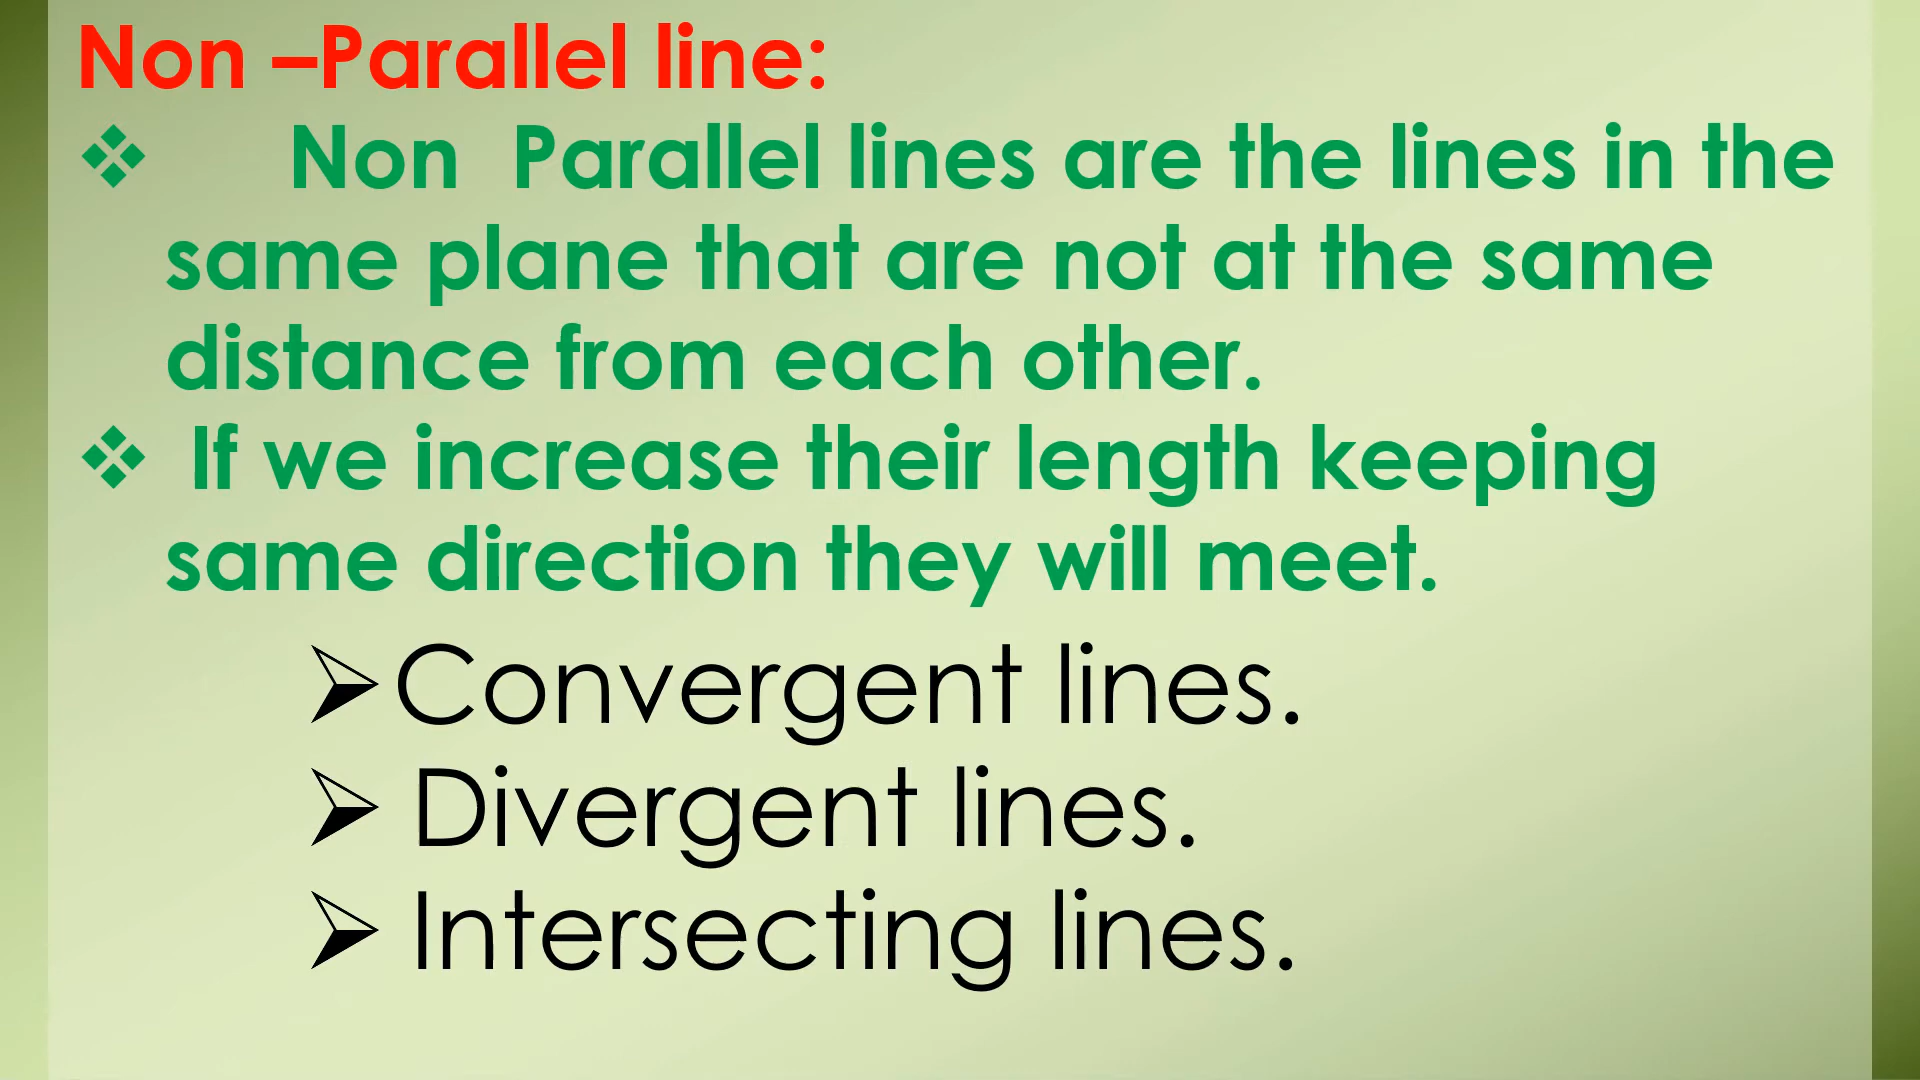 Non –Parallel line:
❖ Non Parallel lines are the lines in the
same plane that are not at the same
distance from each other.
❖ If we increase their length keeping
same direction they will meet.
➢Convergent lines.
➢ Divergent lines.
➢ Intersecting lines.